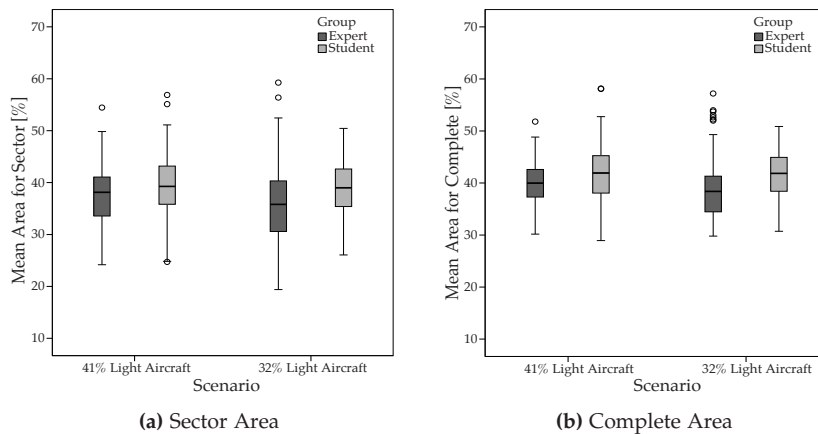 Group
Expert
Student
Mean Area for Sector [%]
70
60
50
40
30
20
10
41% Light Aircraft
32% Light Aircraft
Scenario
(a) Sector Area
Group
Expert
Student
Mean Area for Complete [%]
70
60
50
40
30
20
10
41% Light Aircraft
32% Light Aircraft
Scenario
(b) Complete Area